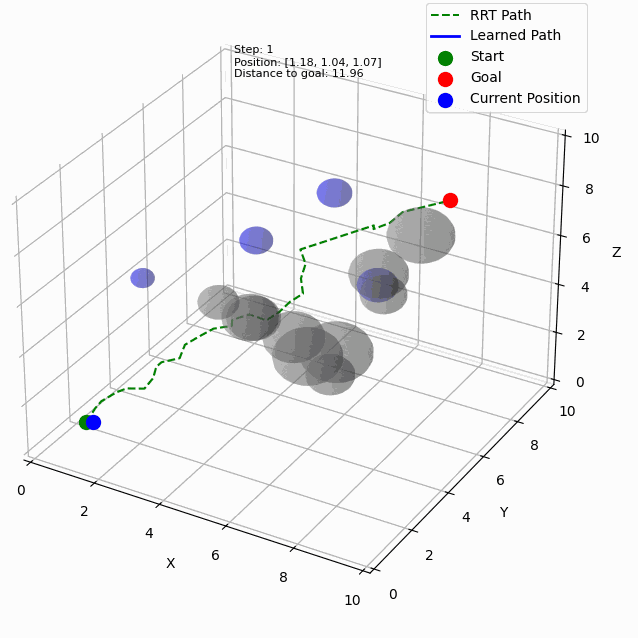 RRT Path
Learned Path
Start
Goal
Current Position
Step: 1
Position: [1.18, 1.04, 1.07]
Distance to goal: 11.96
10
8
6
4
2
0
Z
10
8
6
4
2
0
Y
0
2
4
6
8
10
X